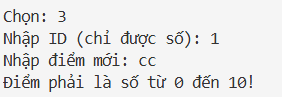 Chọn: 3
Nhập ID (chỉ được số): 1
Nhập điểm mới: cc
Điểm phải là số từ 0 đến 10!